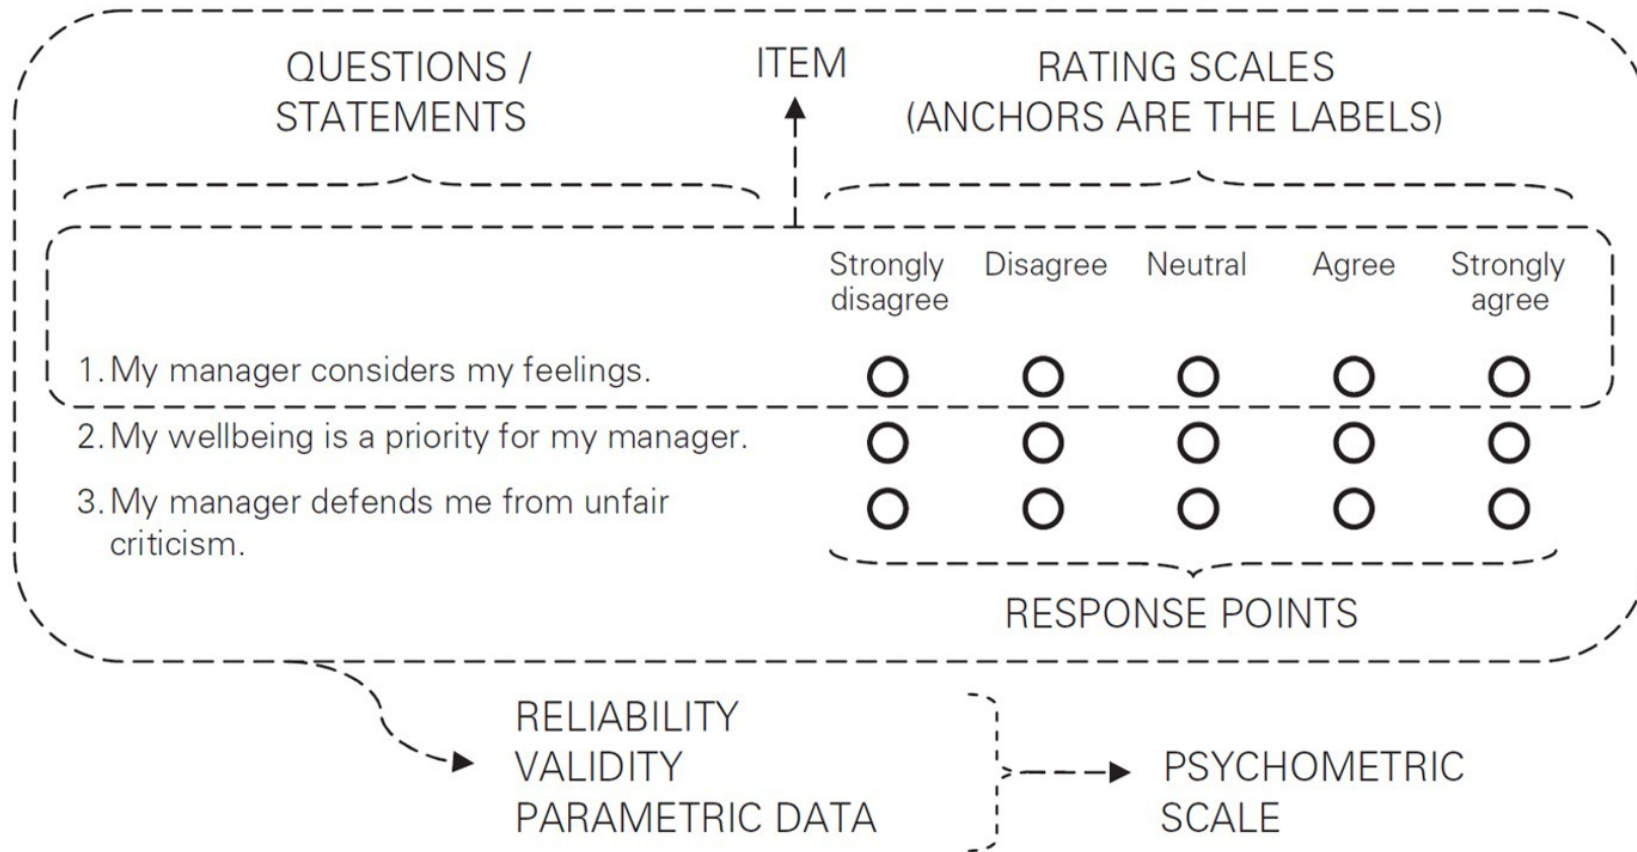 QUESTIONS /
STATEMENTS
ITEM
RATING SCALES
(ANCHORS ARE THE LABELS)
Strongly disagree Disagree Neutral Agree Strongly agree
1. My manager considers my feelings.
2. My wellbeing is a priority for my manager.
3. My manager defends me from unfair
criticism.
RESPONSE POINTS
RELIABILITY
VALIDITY
PARAMETRIC DATA
PSYCHOMETRIC
SCALE